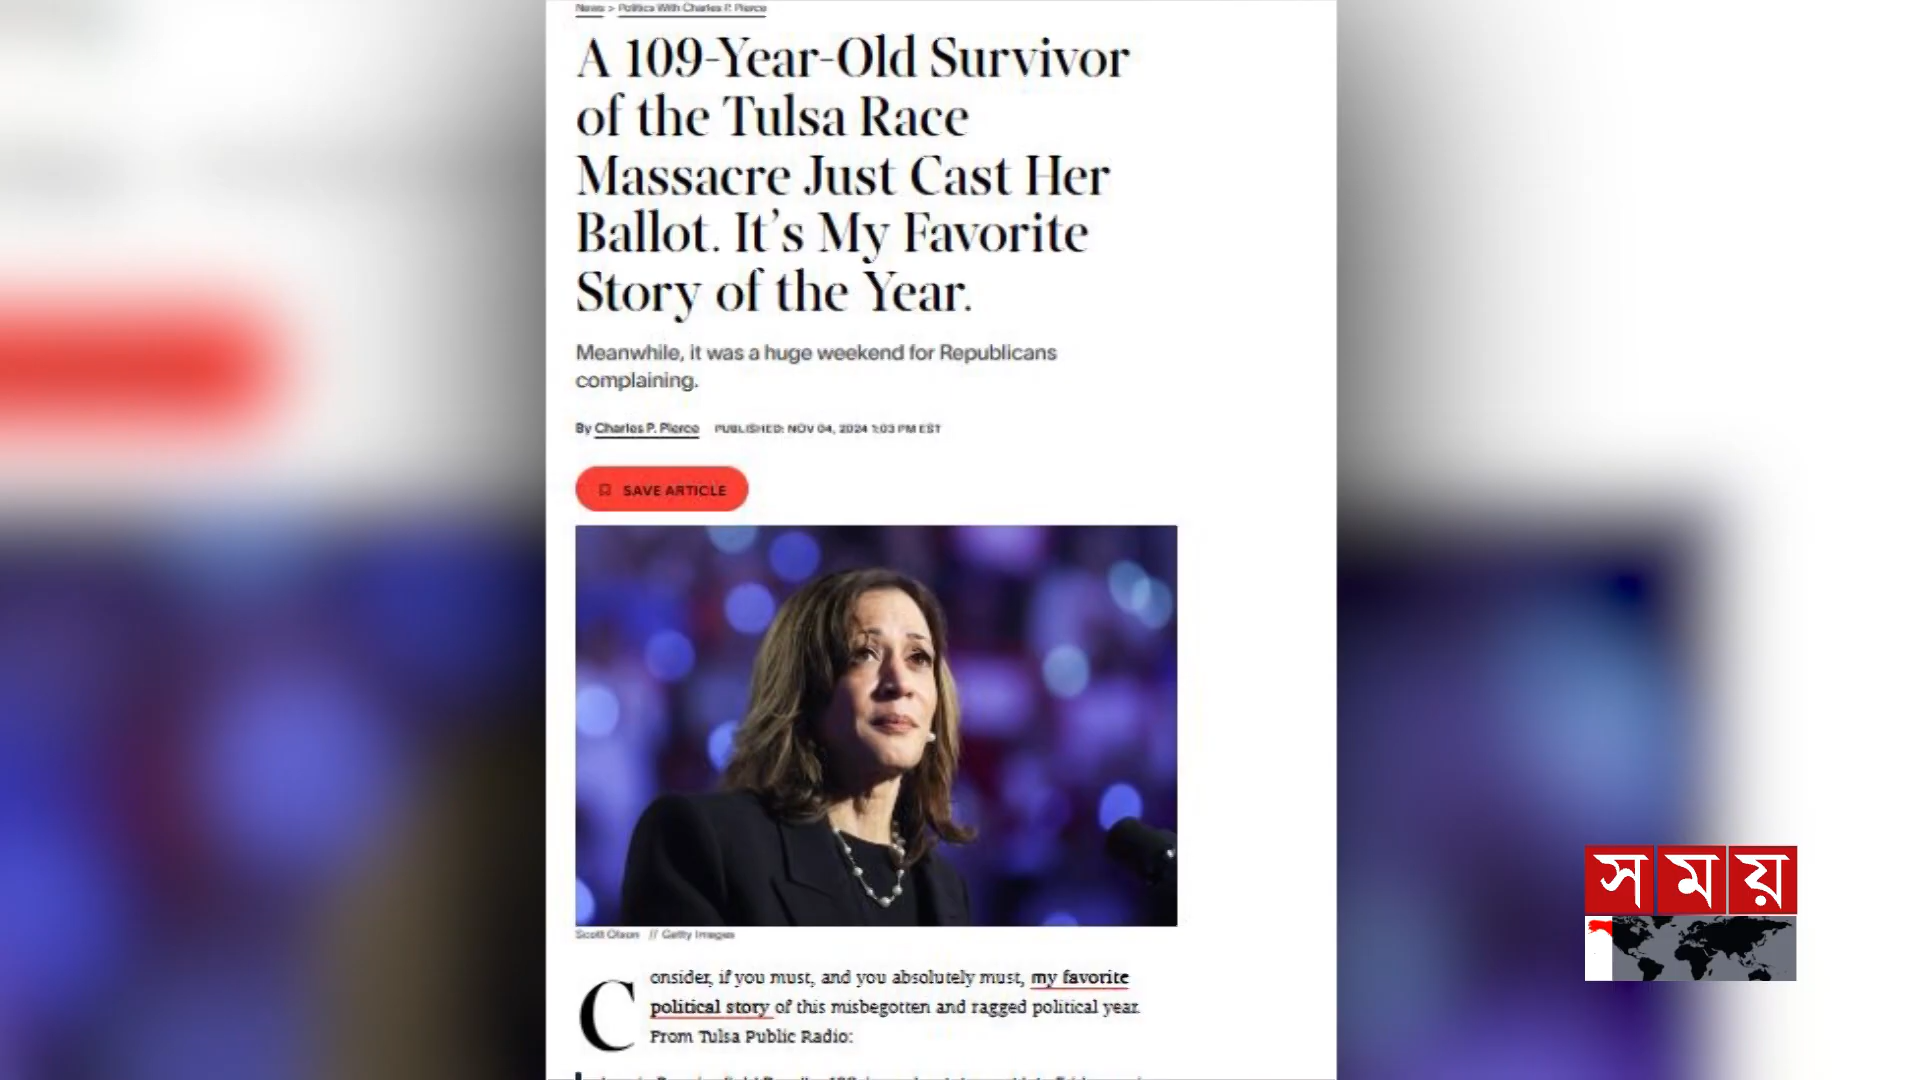 News > Politics With Charles P. Pierce
A 109-Year-Old Survivor
of the Tulsa Race
Massacre Just Cast Her
Ballot. It's My Favorite
Story of the Year.
Meanwhile, it was a huge weekend for Republicans
complaining.
By Charles P. Pierce PUBLISHED: NOV 04, 2024 1:03 PM EST
SAVE ARTICLE
Scott Olson // Getty Images
Consider, if you must, and you absolutely must, my favorite
political story of this misbegotten and ragged political year.
From Tulsa Public Radio:
সময়